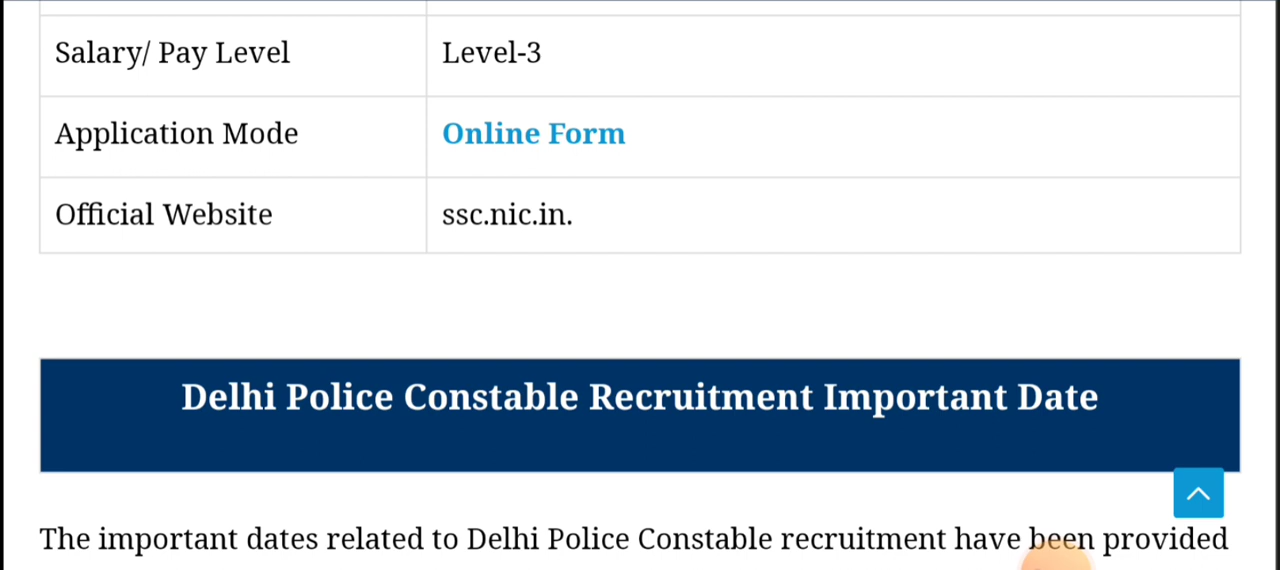 Salary/ Pay Level Level-3
Application Mode Online Form
Official Website ssc.nic.in.
Delhi Police Constable Recruitment Important Date
The important dates related to Delhi Police Constable recruitment have been provided